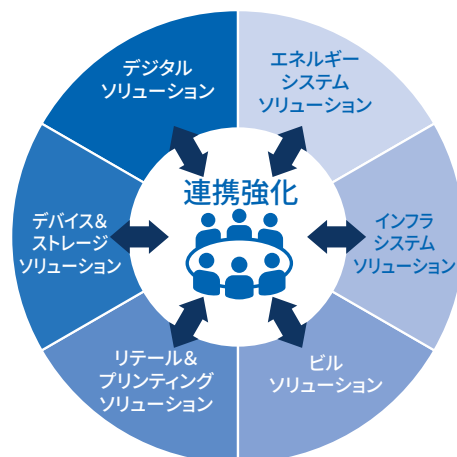 デジタル
ソリューション
エネルギー
システム
ソリューション
連携強化
デバイス&
ストレージ
ソリューション
インフラ
システム
ソリューション
リテール&
プリンティング
ソリューション
ビル
ソリューション